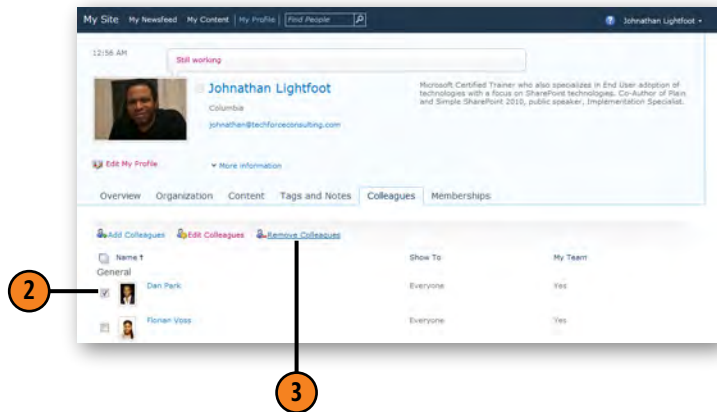 My Site My Newsfeed My Content My Profile Find People Johnathan Lightfoot
12:56 AM
Still working
Johnathan Lightfoot
Columbia
johnathan@techforceconsulting.com
Microsoft Certified Trainer who also specializes in End User adoption of
technologies with a focus on SharePoint technologies. Co-Author of Plain
and Simple SharePoint 2010, public speaker, Implementation Specialist.
Edit My Profile More information
Overview Organization Content Tags and Notes Colleagues Memberships
Add Colleagues Edit Colleagues Remove Colleagues
Name ↑ Show To My Team
General
2 Dan Park Everyone Yes
Florian Voss Everyone Yes
3